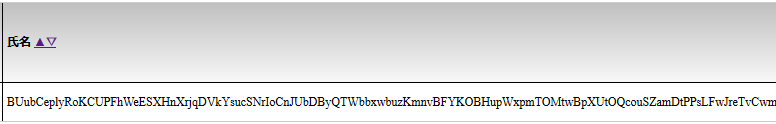 氏名 ▲▽
BUubCeplyRoKCUPFhWeESXHnXrjqDVkYsucSNrIoCnJUbDByQTWbbxwbuzKmnvBFYKOBHupWxpmTOMtwBpXUtOQcouSZamDtPPsLFwJreTvCwm